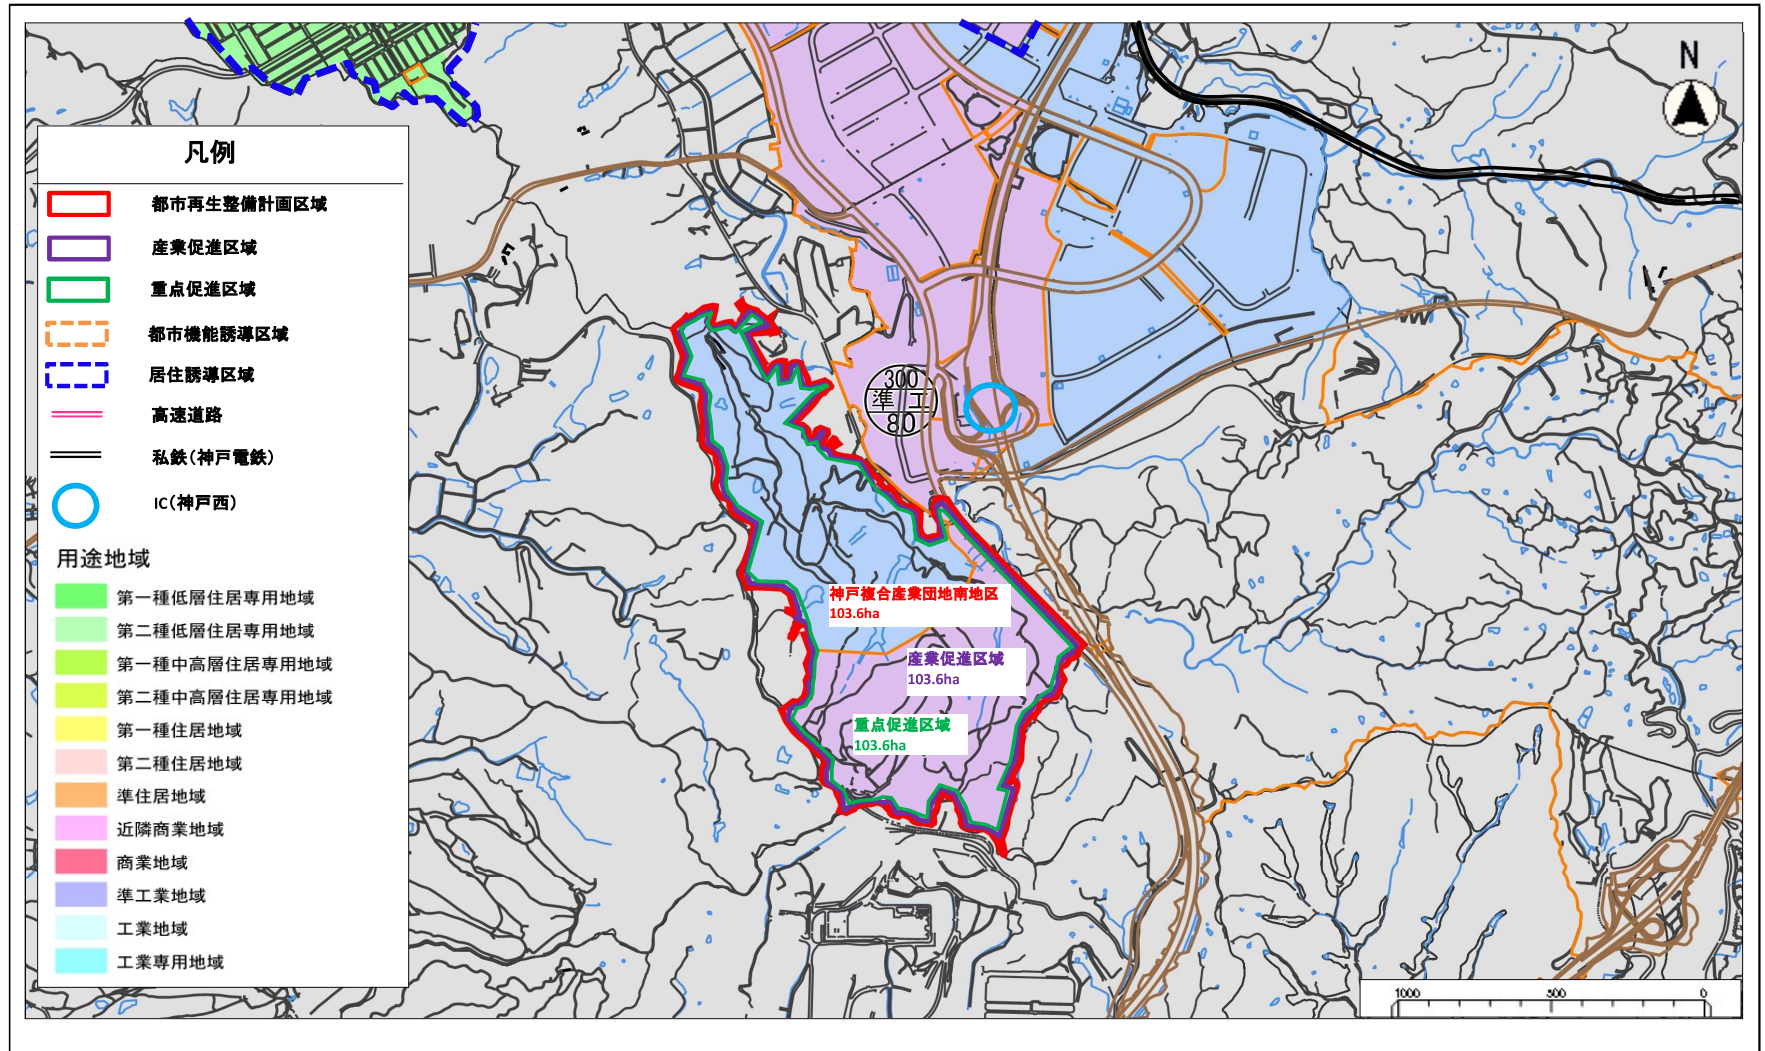 N
凡例
都市再生整備計画区域
産業促進区域
重点促進区域
都市機能誘導区域
居住誘導区域
高速道路
私鉄(神戸電鉄)
IC(神戸西)
用途地域
第一種低層住居専用地域
第二種低層住居専用地域
第一種中高層住居専用地域
第二種中高層住居専用地域
第一種住居地域
第二種住居地域
準住居地域
近隣商業地域
商業地域
準工業地域
工業地域
工業専用地域
300
準 工
80
神戸複合産業団地南地区
103.6ha
産業促進区域
103.6ha
重点促進区域
103.6ha
1000 500 0